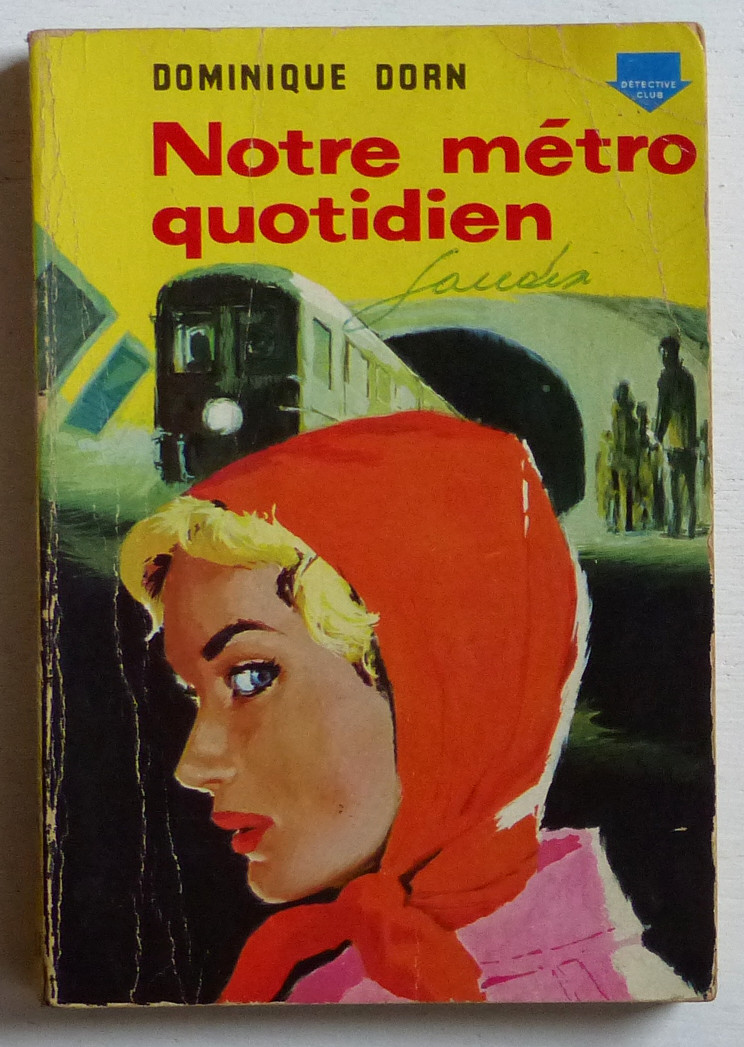 DOMINIQUE DORN
DÉTECTIVE
CLUB
Notre métro
quotidien